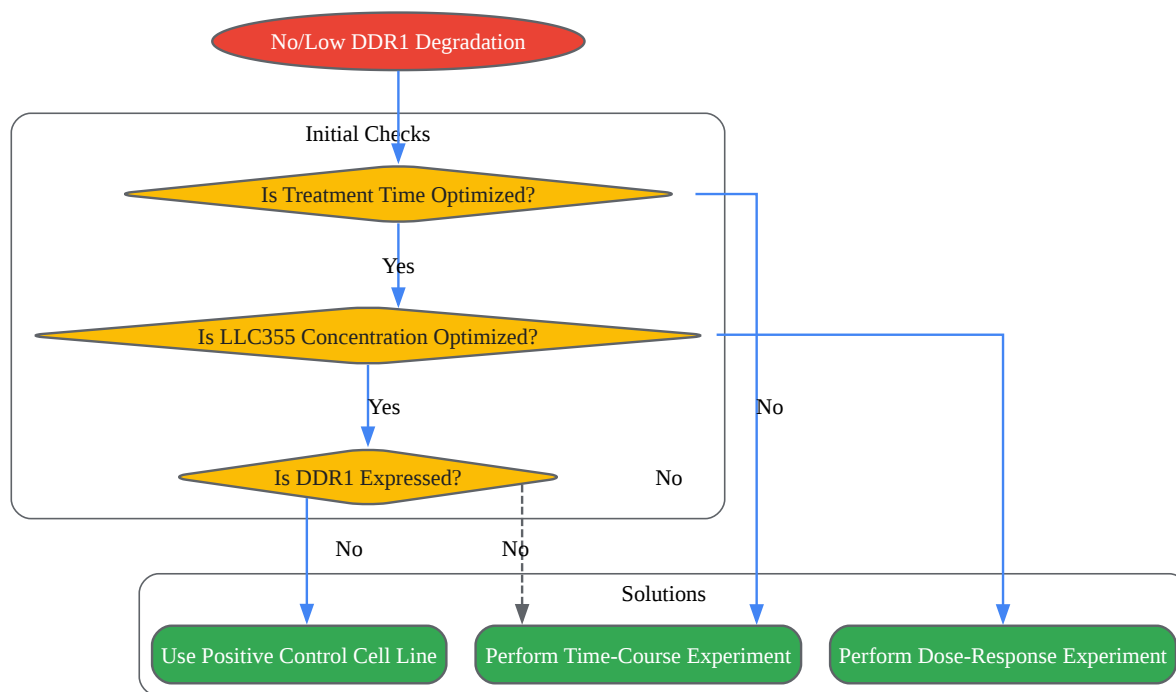 No/Low DDR1 Degradation
Initial Checks
Is Treatment Time Optimized?
Yes
Is LLC355 Concentration Optimized?
Yes
No
Is DDR1 Expressed?
No
No
No
Solutions
Use Positive Control Cell Line
Perform Time-Course Experiment
Perform Dose-Response Experiment